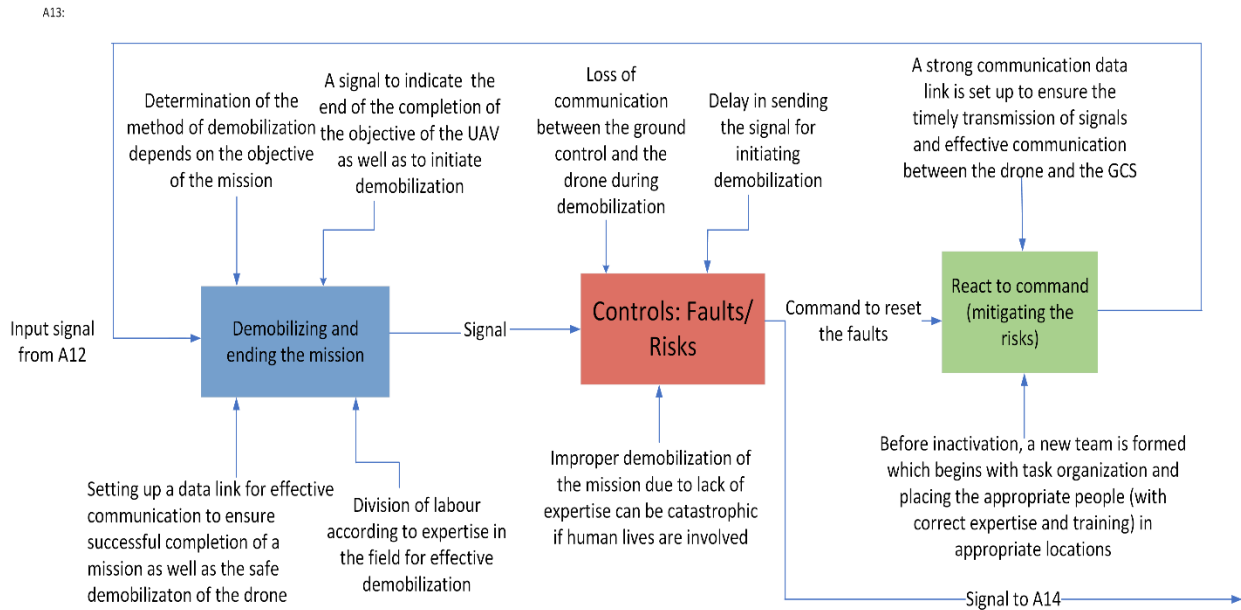 A13:
Determination of the
method of demobilization
depends on the objective
of the mission
A signal to indicate the
end of the completion of
the objective of the UAV
as well as to initiate
demobilization
Loss of
communication
between the ground
control and the
drone during
demobilization
Delay in sending
the signal for
initiating
demobilization
A strong communication data
link is set up to ensure the
timely transmission of signals
and effective communication
between the drone and the GCS
Input signal
from A12
Demobilizing and
ending the mission
Signal
Controls: Faults/
Risks
Command to reset
the faults
React to command
(mitigating the
risks)
Setting up a data link for effective
communication to ensure
successful completion of a
mission as well as the safe
demobilizaton of the drone
Division of labour
according to expertise in
the field for effective
demobilization
Improper demobilization of
the mission due to lack of
expertise can be catastrophic
if human lives are involved
Before inactivation, a new team is formed
which begins with task organization and
placing the appropriate people (with
correct expertise and training) in
appropriate locations
Signal to A14